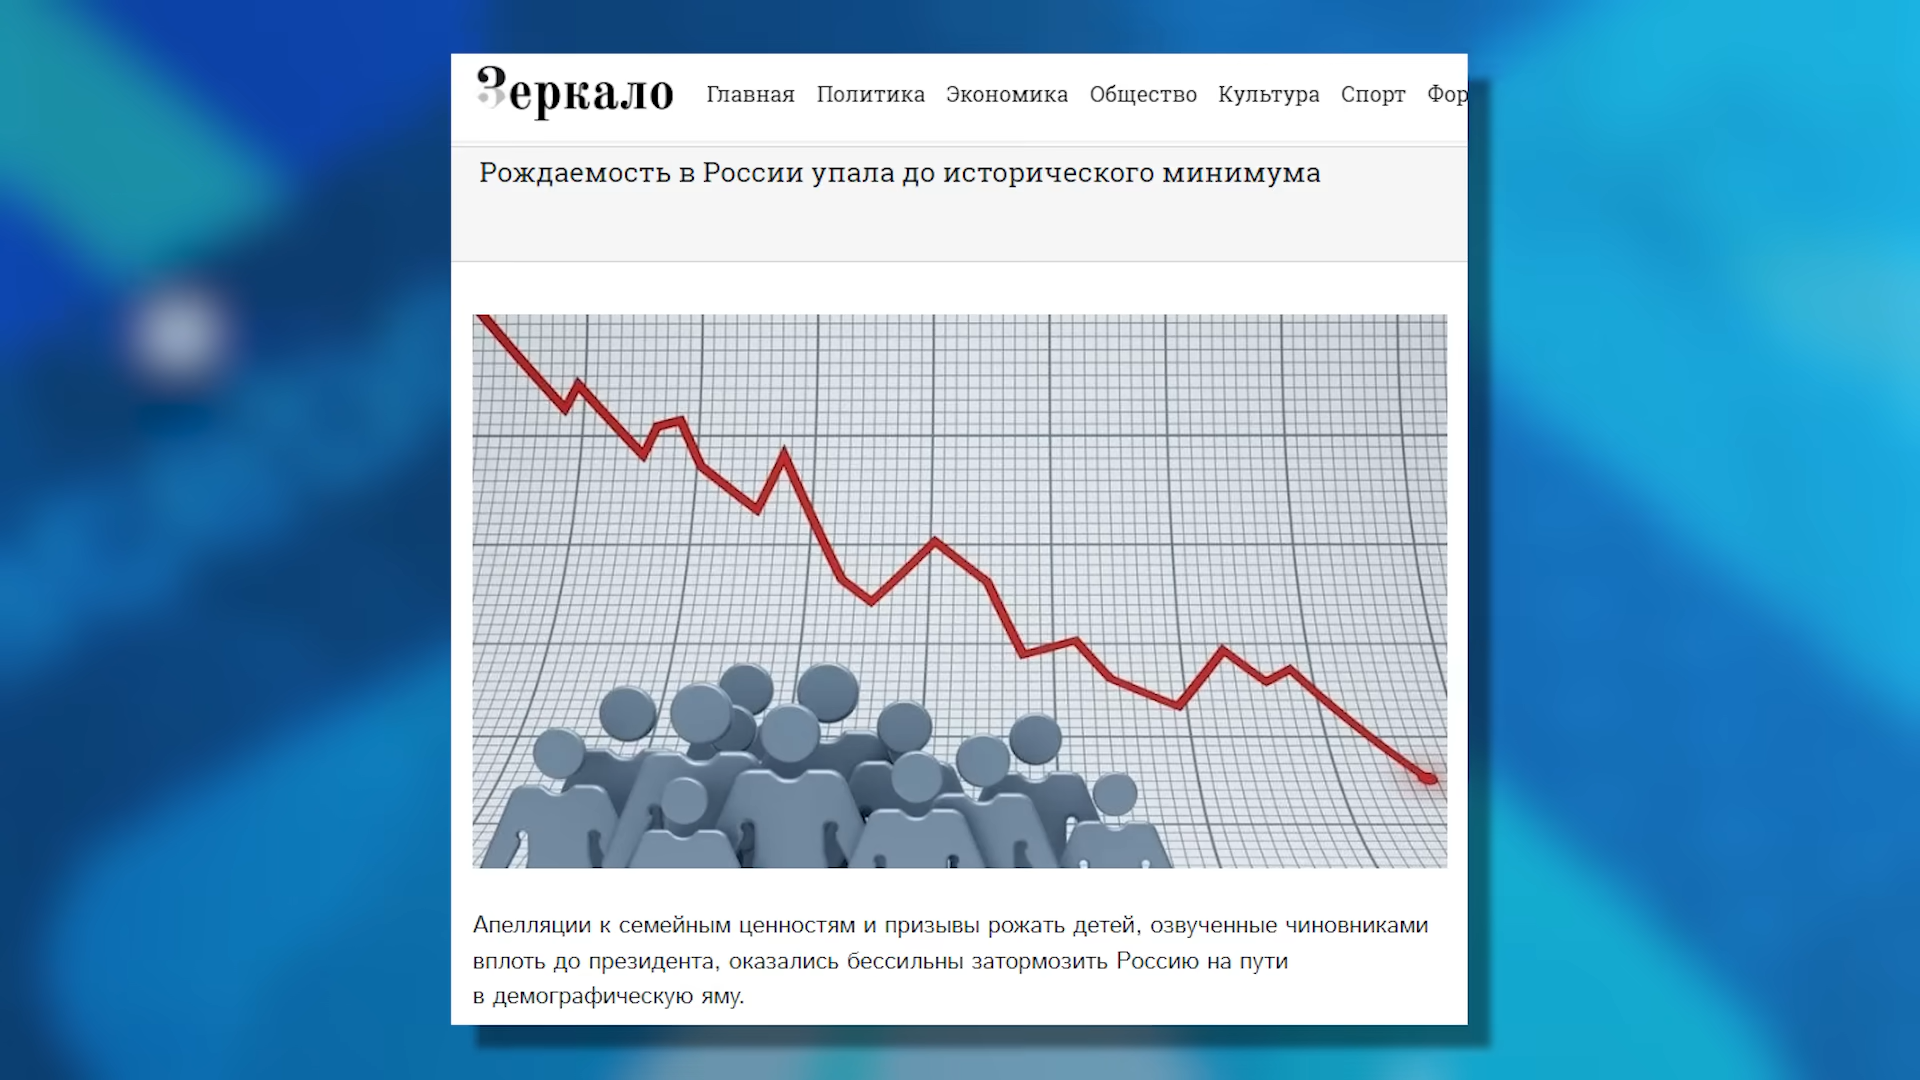 Зеркало Главная Политика Экономика Общество Культура Спорт Фор
Рождаемость в России упала до исторического минимума
Апелляции к семейным ценностям и призывы рожать детей, озвученные чиновниками
вплоть до президента, оказались бессильны затормозить Россию на пути
в демографическую яму.